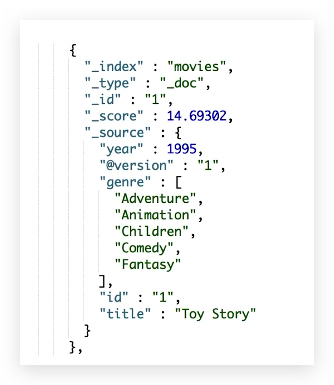 {
"_index" : "movies",
"_type" : "_doc",
"_id" : "1",
"_score" : 14.69302,
"_source" : {
"year" : 1995,
"@version" : "1",
"genre" : [
"Adventure",
"Animation",
"Children",
"Comedy",
"Fantasy"
],
"id" : "1",
"title" : "Toy Story"
}
},